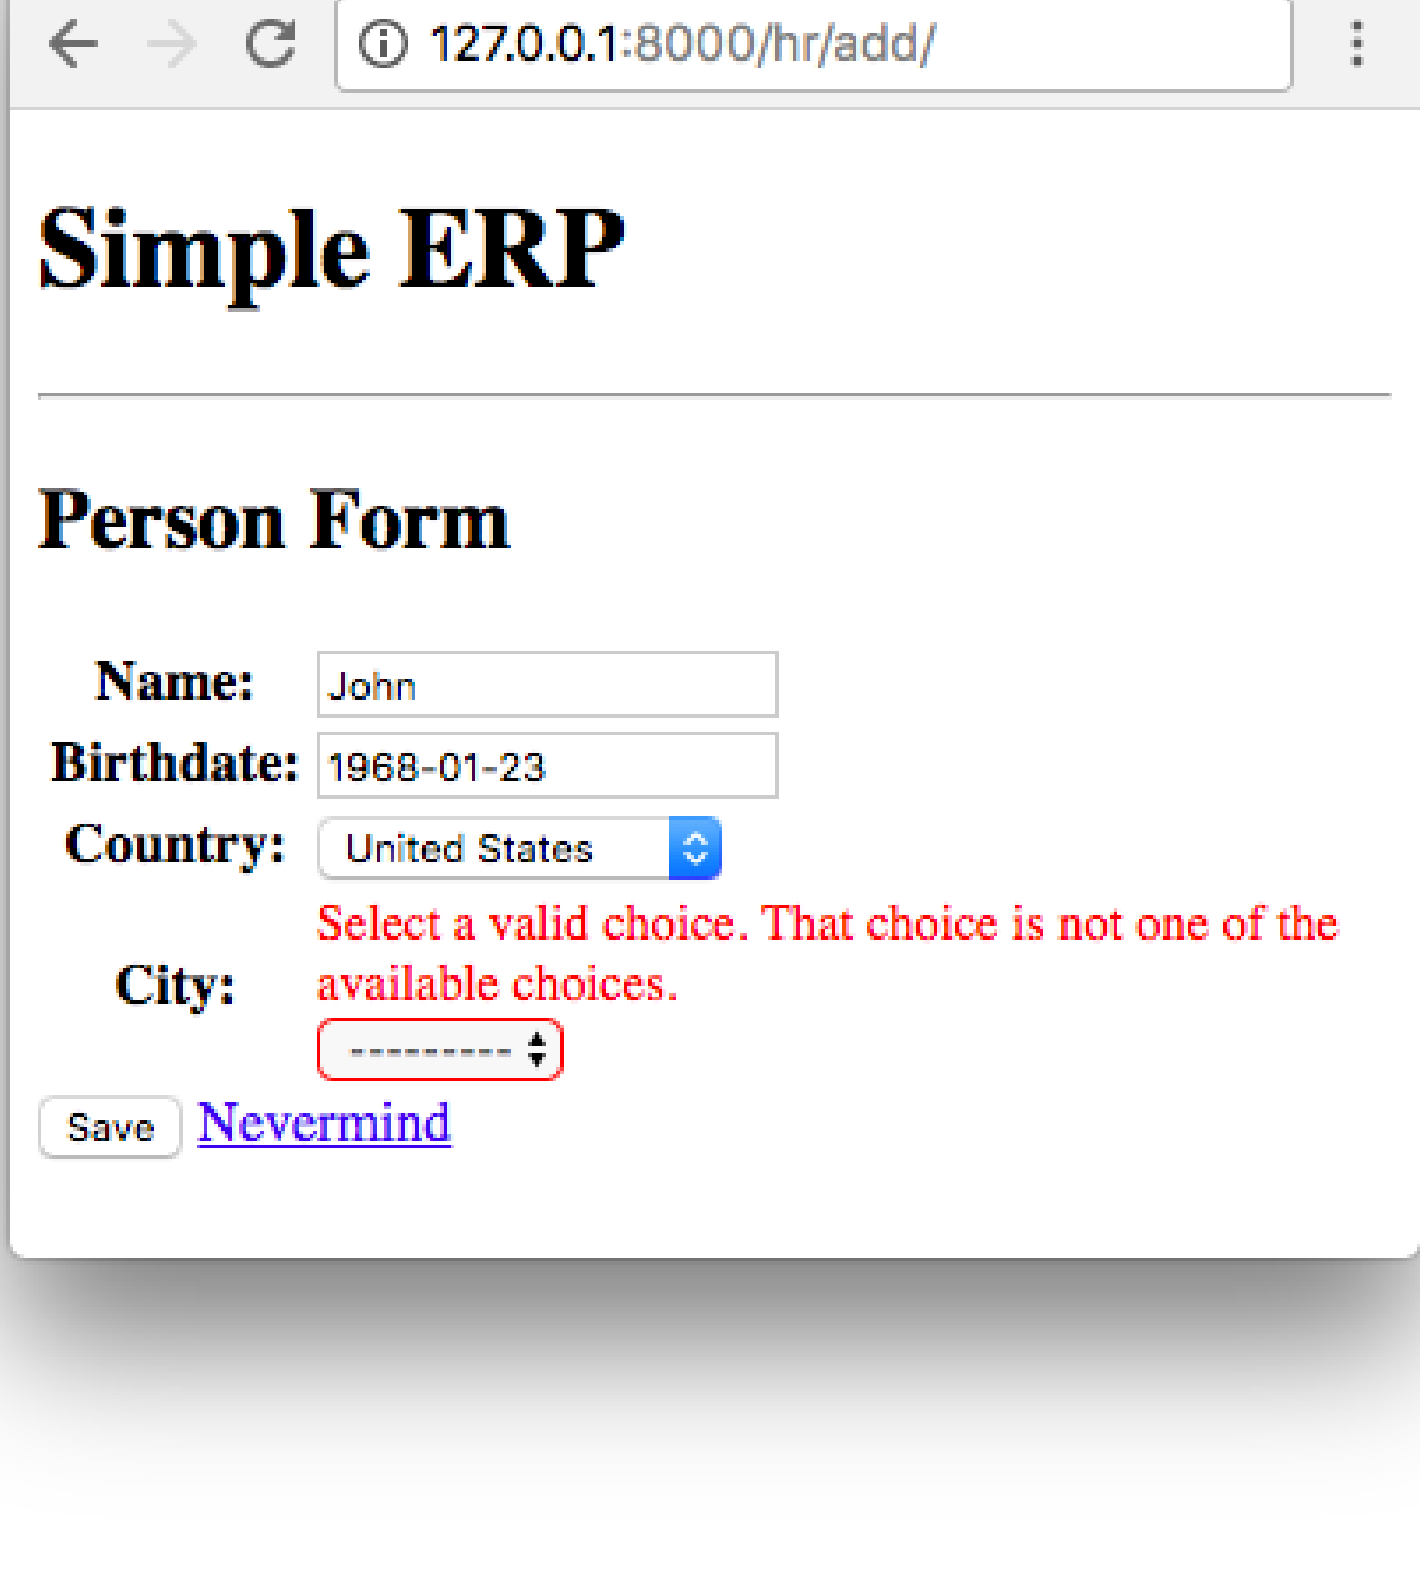 127.0.0.1:8000/hr/add/
Simple ERP
Person Form
Name: John
Birthdate: 1968-01-23
Country: United States
Select a valid choice. That choice is not one of the
City: available choices.
---------
Save Nevermind